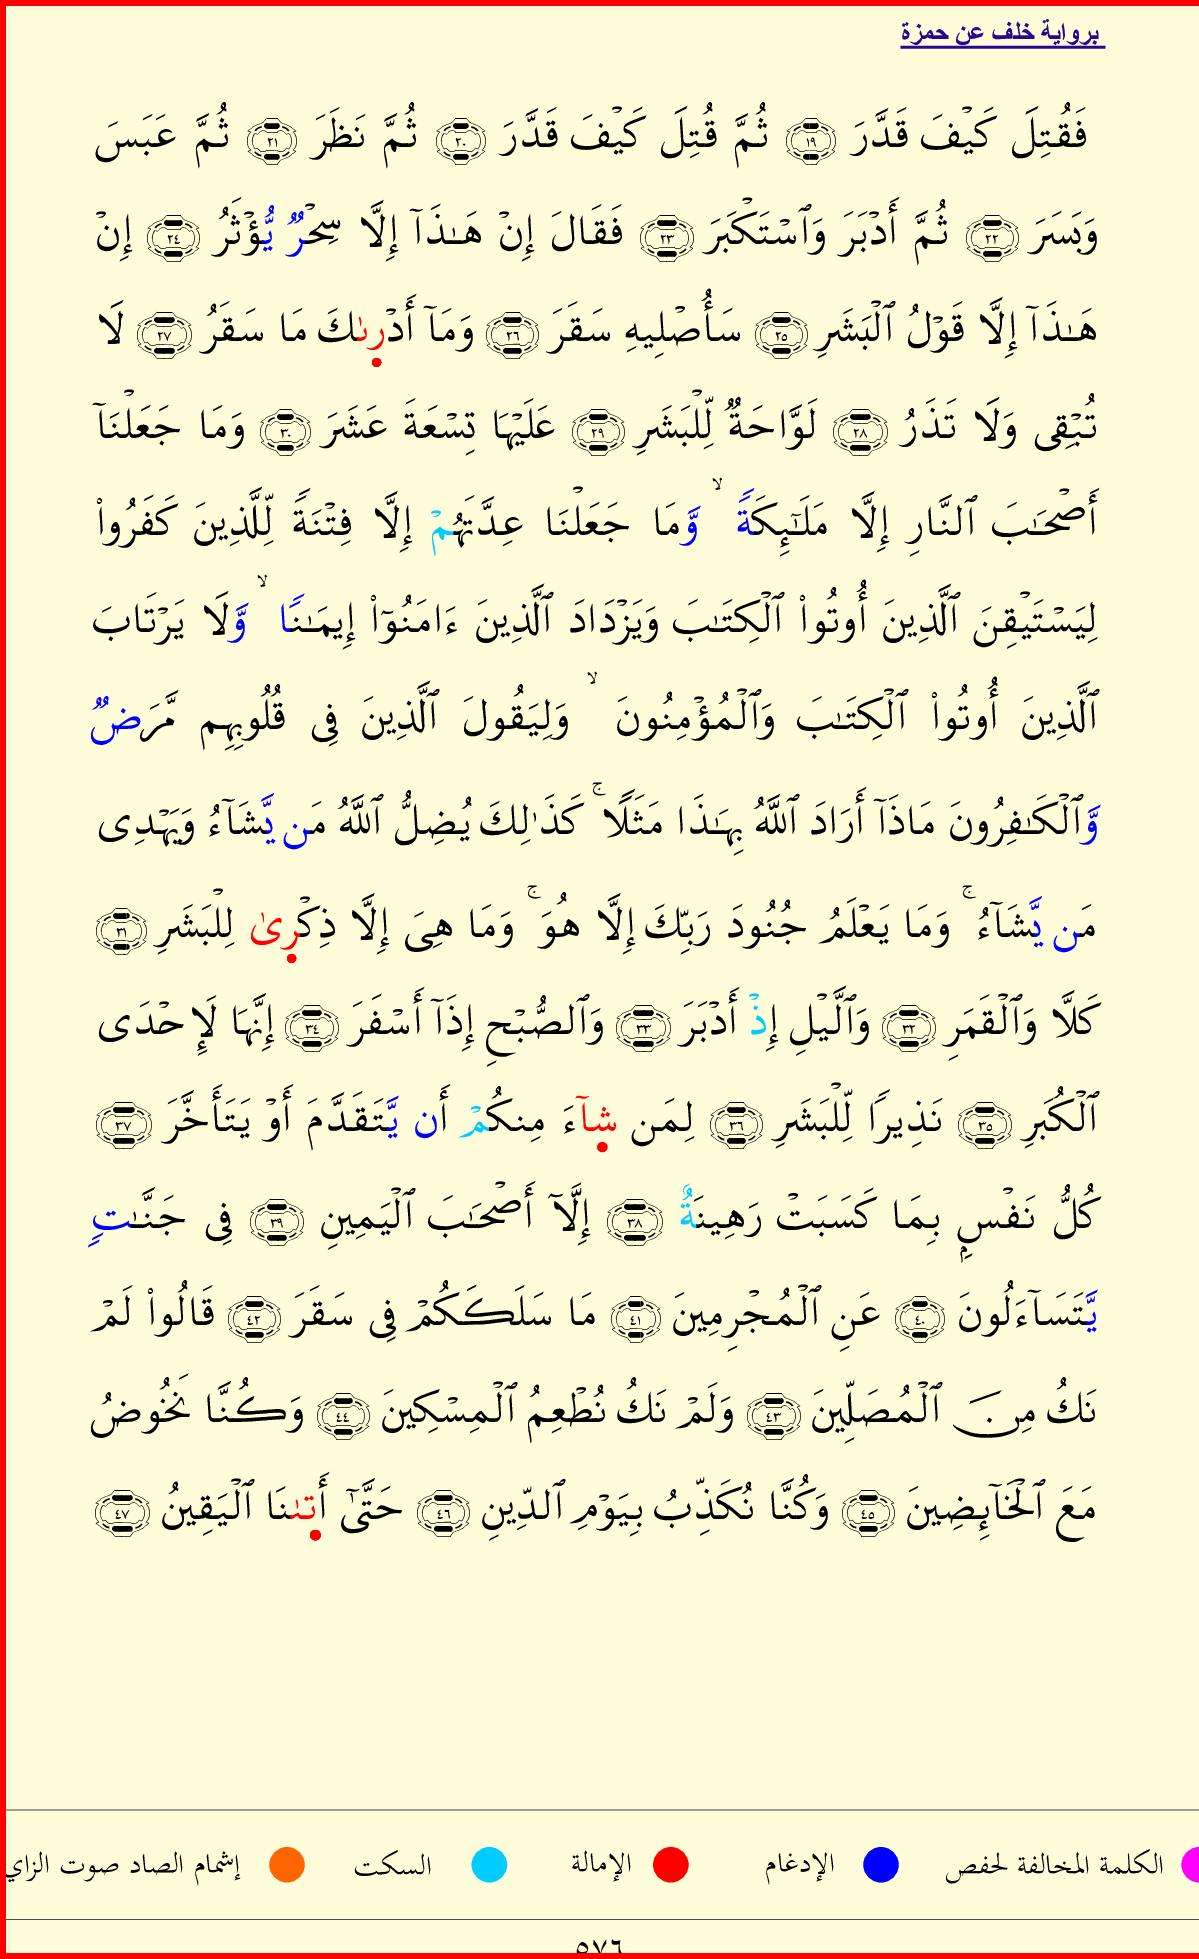 برواية خلف عن حمزة
فَقُتِلَ كَيْفَ قَدَّرَ ١٩ ثُمَّ قُتِلَ كَيْفَ قَدَّرَ ٢٠ ثُمَّ نَظَرَ ٢١ ثُمَّ عَبَسَ
وَبَسَرَ ٢٢ ثُمَّ أَدْبَرَ وَٱسْتَكْبَرَ ٢٣ فَقَالَ إِنْ هَـٰذَآ إِلَّا سِحْرٌ يُّؤْثَرُ ٢٤ إِنْ
هَـٰذَآ إِلَّا قَوْلُ ٱلْبَشَرِ ٢٥ سَأُصْلِيهِ سَقَرَ ٢٦ وَمَآ أَدْرىٰكَ مَا سَقَرُ ٢٧ لَا
تُبْقِى وَلَا تَذَرُ ٢٨ لَوَّاحَةٌ لِّلْبَشَرِ ٢٩ عَلَيْهَا تِسْعَةَ عَشَرَ ٣٠ وَمَا جَعَلْنَآ
أَصْحَـٰبَ ٱلنَّارِ إِلَّا مَلَـٰٓئِكَةً ۙ وَّمَا جَعَلْنَا عِدَّتَهُمْ إِلَّا فِتْنَةً لِّلَّذِينَ كَفَرُوا۟
لِيَسْتَيْقِنَ ٱلَّذِينَ أُوتُوا۟ ٱلْكِتَـٰبَ وَيَزْدَادَ ٱلَّذِينَ ءَامَنُوٓا۟ إِيمَـٰنًا ۙ وَّلَا يَرْتَابَ
ٱلَّذِينَ أُوتُوا۟ ٱلْكِتَـٰبَ وَٱلْمُؤْمِنُونَ ۙ وَلِيَقُولَ ٱلَّذِينَ فِى قُلُوبِهِم مَّرَضٌ
وَّٱلْكَـٰفِرُونَ مَاذَآ أَرَادَ ٱللَّهُ بِهَـٰذَا مَثَلًا ۚ كَذَٰلِكَ يُضِلُّ ٱللَّهُ مَن يَّشَآءُ وَيَهْدِى
مَن يَّشَآءُ ۚ وَمَا يَعْلَمُ جُنُودَ رَبِّكَ إِلَّا هُوَ ۚ وَمَا هِىَ إِلَّا ذِكْرِىٰ لِلْبَشَرِ ٣١
كَلَّا وَٱلْقَمَرِ ٣٢ وَٱلَّيْلِ إِذْ أَدْبَرَ ٣٣ وَٱلصُّبْحِ إِذَآ أَسْفَرَ ٣٤ إِنَّهَا لَإِحْدَى
ٱلْكُبَرِ ٣٥ نَذِيرًا لِّلْبَشَرِ ٣٦ لِمَن شآءَ مِنكُمْ أَن يَّتَقَدَّمَ أَوْ يَتَأَخَّرَ ٣٧
كُلُّ نَفْسٍۭ بِمَا كَسَبَتْ رَهِينَةٌ ٣٨ إِلَّآ أَصْحَـٰبَ ٱلْيَمِينِ ٣٩ فِى جَنَّـٰتٍ
يَّتَسَآءَلُونَ ٤٠ عَنِ ٱلْمُجْرِمِينَ ٤١ مَا سَلَكَكُمْ فِى سَقَرَ ٤٢ قَالُوا۟ لَمْ
نَكُ مِنَ ٱلْمُصَلِّينَ ٤٣ وَلَمْ نَكُ نُطْعِمُ ٱلْمِسْكِينَ ٤٤ وَكُنَّا نَخُوضُ
مَعَ ٱلْخَآئِضِينَ ٤٥ وَكُنَّا نُكَذِّبُ بِيَوْمِ ٱلدِّينِ ٤٦ حَتَّىٰٓ أَتىٰنَا ٱلْيَقِينُ ٤٧
الكلمة المخالفة لحفص الإدغام الإمالة السكت إشمام الصاد صوت الزاي
٥٧٦